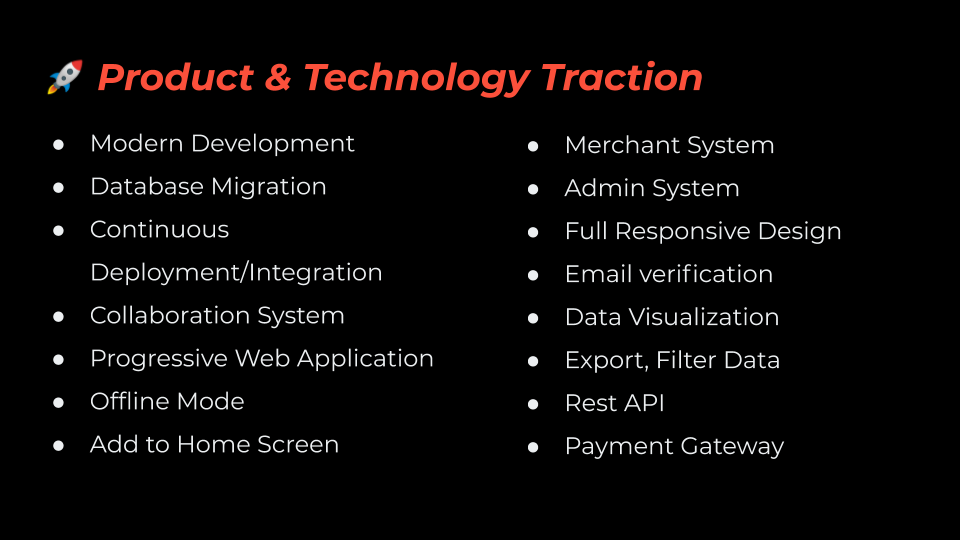 🚀 Product & Technology Traction
● Modern Development
● Database Migration
● Continuous
Deployment/Integration
● Collaboration System
● Progressive Web Application
● Offline Mode
● Add to Home Screen
● Merchant System
● Admin System
● Full Responsive Design
● Email verification
● Data Visualization
● Export, Filter Data
● Rest API
● Payment Gateway